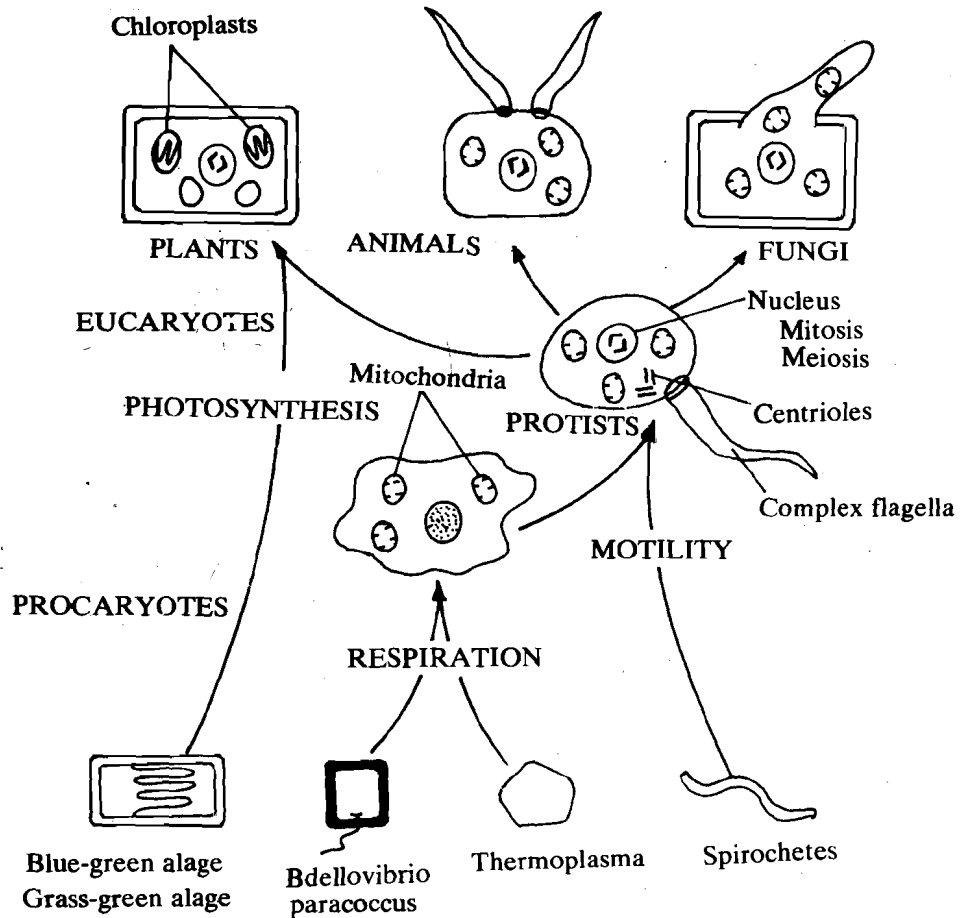 Chloroplasts
PLANTS
ANIMALS
FUNGI
EUCARYOTES
Nucleus
Mitosis
Meiosis
Mitochondria
PHOTOSYNTHESIS
PROTISTS
Centrioles
Complex flagella
MOTILITY
PROCARYOTES
RESPIRATION
Blue-green alage
Grass-green alage
Bdellovibrio
paracoccus
Thermoplasma
Spirochetes